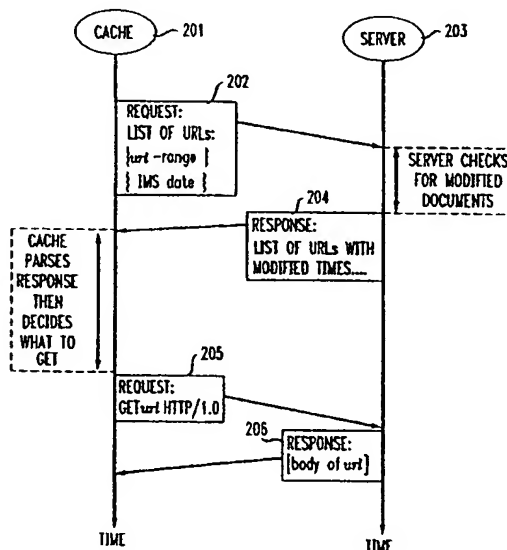 CACHE
201
SERVER
203
202
REQUEST:
LIST OF URLs:
{url-range}
{ IMS date }
SERVER CHECKS
FOR MODIFIED
DOCUMENTS
204
RESPONSE:
LIST OF URLs WITH
MODIFIED TIMES....
CACHE
PARSES
RESPONSE
THEN
DECIDES
WHAT TO
GET
205
REQUEST:
GET url HTTP/1.0
206
RESPONSE:
[body of url]
TIME
TIME